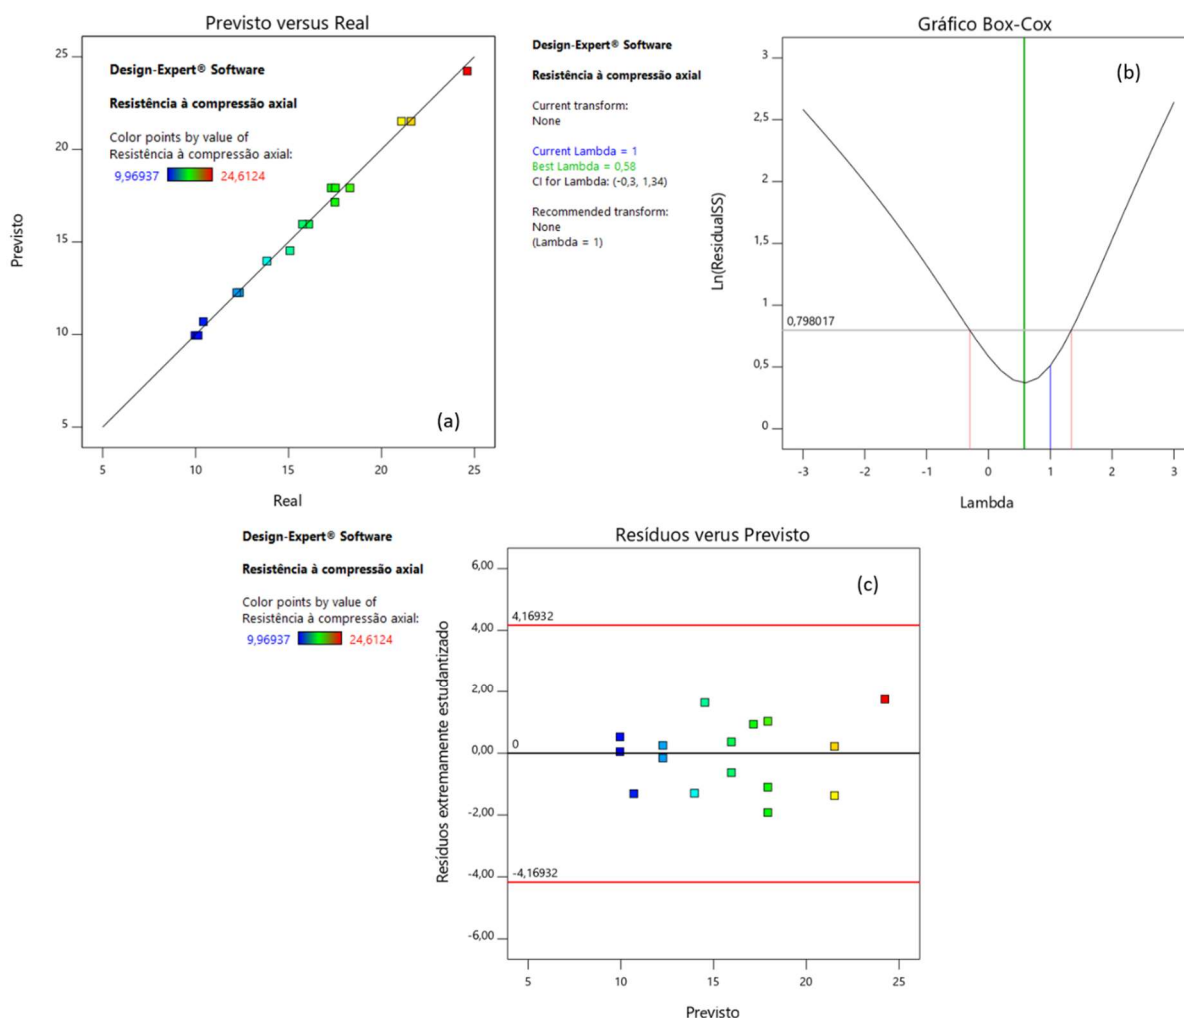 Previsto versus Real
Design-Expert® Software
Resistência à compressão axial
Color points by value of
Resistência à compressão axial:
9,96937 24,6124
25
20
15
10
5
Previsto
5 10 15 20 25
Real
(a)
Gráfico Box-Cox
Design-Expert® Software
Resistência à compressão axial
Current transform:
None
Current Lambda = 1
Best Lambda = 0,58
CI for Lambda: (-0,3, 1,34)
Recommended transform:
None
(Lambda = 1)
(b)
3
2,5
2
1,5
1
0,5
0
Ln(ResidualSS)
0,798017
-3 -2 -1 0 1 2 3
Lambda
Resíduos verus Previsto
Design-Expert® Software
Resistência à compressão axial
Color points by value of
Resistência à compressão axial:
9,96937 24,6124
(c)
6,00
4,00
2,00
0,00
-2,00
-4,00
-6,00
Resíduos extremamente estudantizado
4,16932
0
-4,16932
5 10 15 20 25
Previsto